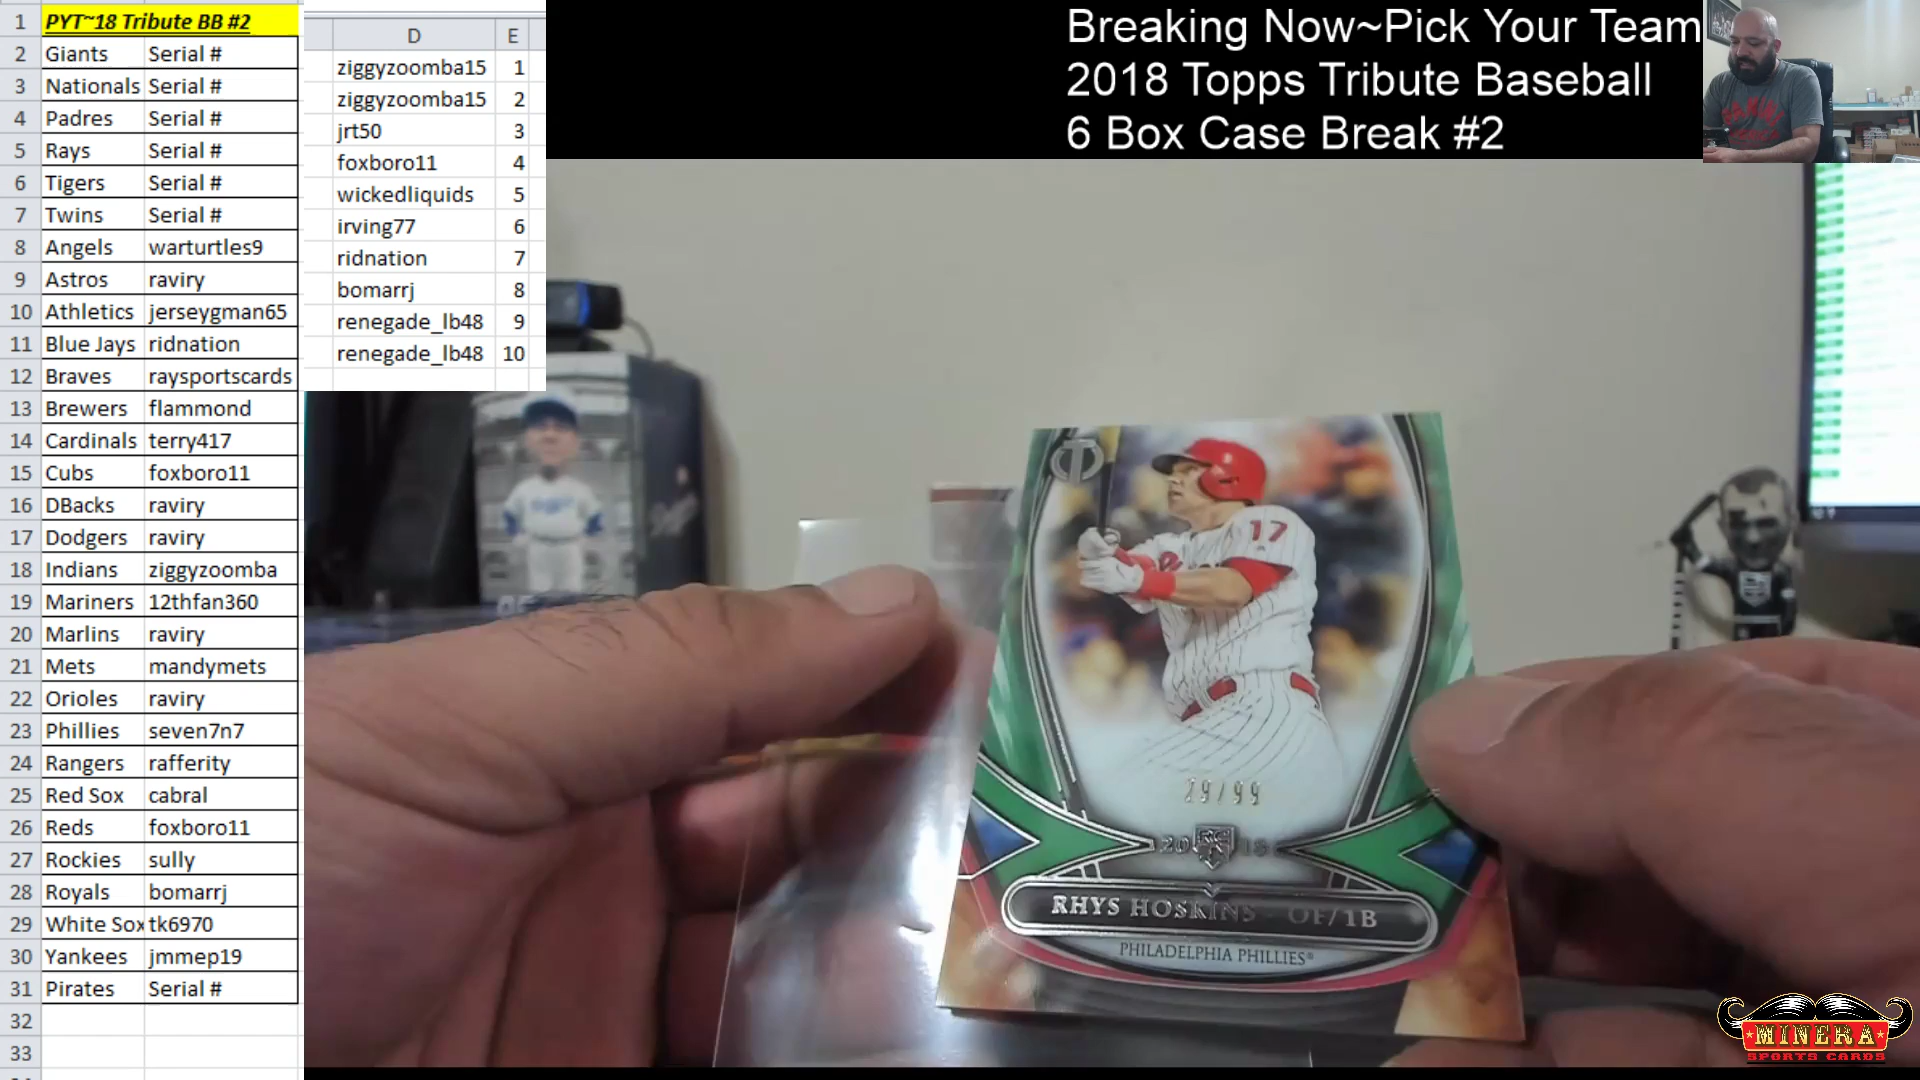 1 PYT~18 Tribute BB #2
2 Giants Serial #
3 Nationals Serial #
4 Padres Serial #
5 Rays Serial #
6 Tigers Serial #
7 Twins Serial #
8 Angels warturtles9
9 Astros raviry
10 Athletics jerseygman65
11 Blue Jays ridnation
12 Braves raysportscards
13 Brewers flammond
14 Cardinals terry417
15 Cubs foxboro11
16 DBacks raviry
17 Dodgers raviry
18 Indians ziggyzoomba
19 Mariners 12thfan360
20 Marlins raviry
21 Mets mandymets
22 Orioles raviry
23 Phillies seven7n7
24 Rangers rafferity
25 Red Sox cabral
26 Reds foxboro11
27 Rockies sully
28 Royals bomarrj
29 White Sox tk6970
30 Yankees jmmep19
31 Pirates Serial #
32
33
D E
ziggyzoomba15 1
ziggyzoomba15 2
jrt50 3
foxboro11 4
wickedliquids 5
irving77 6
ridnation 7
bomarrj 8
renegade_lb48 9
renegade_lb48 10
Breaking Now~Pick Your Team
2018 Topps Tribute Baseball
6 Box Case Break #2
17
29/99
2018
RHYS HOSKINS - OF/1B
PHILADELPHIA PHILLIES®
MINERA
SPORTS CARDS